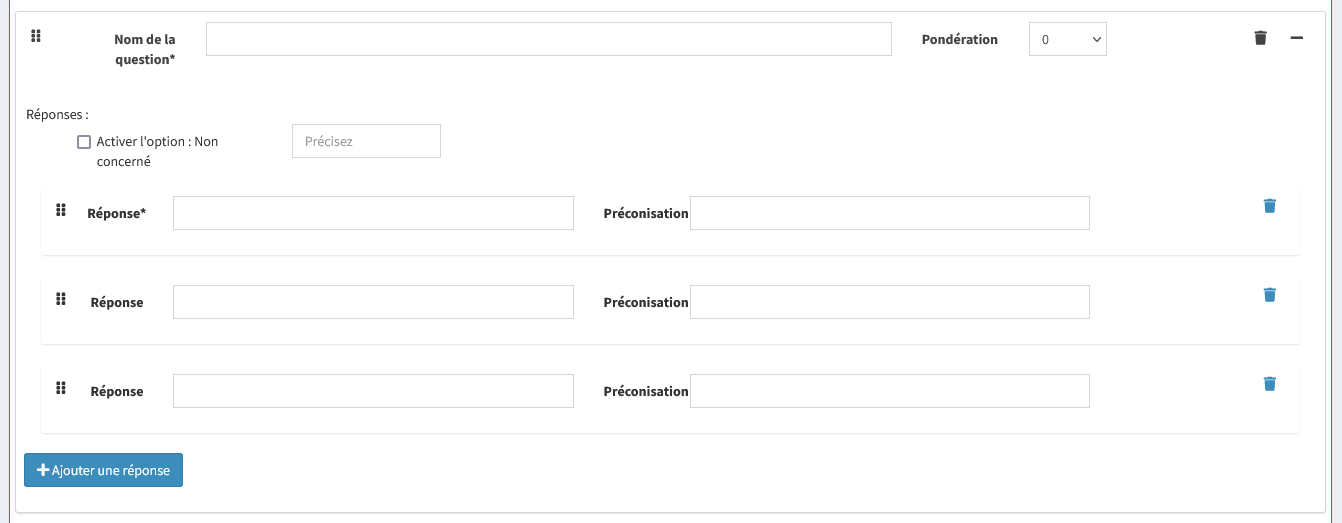 Nom de la
question*
Pondération
0
Réponses :
Activer l'option : Non
concerné
Précisez
Réponse*
Préconisation
Réponse
Préconisation
Réponse
Préconisation
Ajouter une réponse